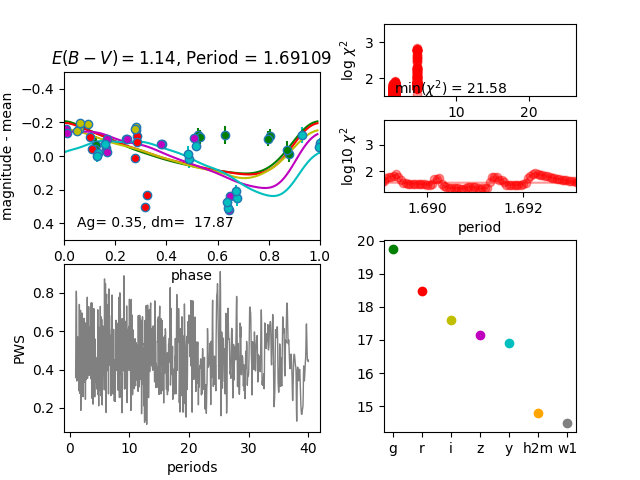 E(B − V) = 1.14, Period = 1.69109
magnitude - mean
−0.4
−0.2
0.0
0.2
0.4
Ag= 0.35, dm= 17.87
0.0 0.2 0.4 0.6 0.8 1.0
phase
log χ²
3
2
min(χ²) = 21.58
10 20
log10 χ²
3
2
1.690 1.692
period
PWS
0.8
0.6
0.4
0.2
0 10 20 30 40
periods
20
19
18
17
16
15
g r i z y h2m w1